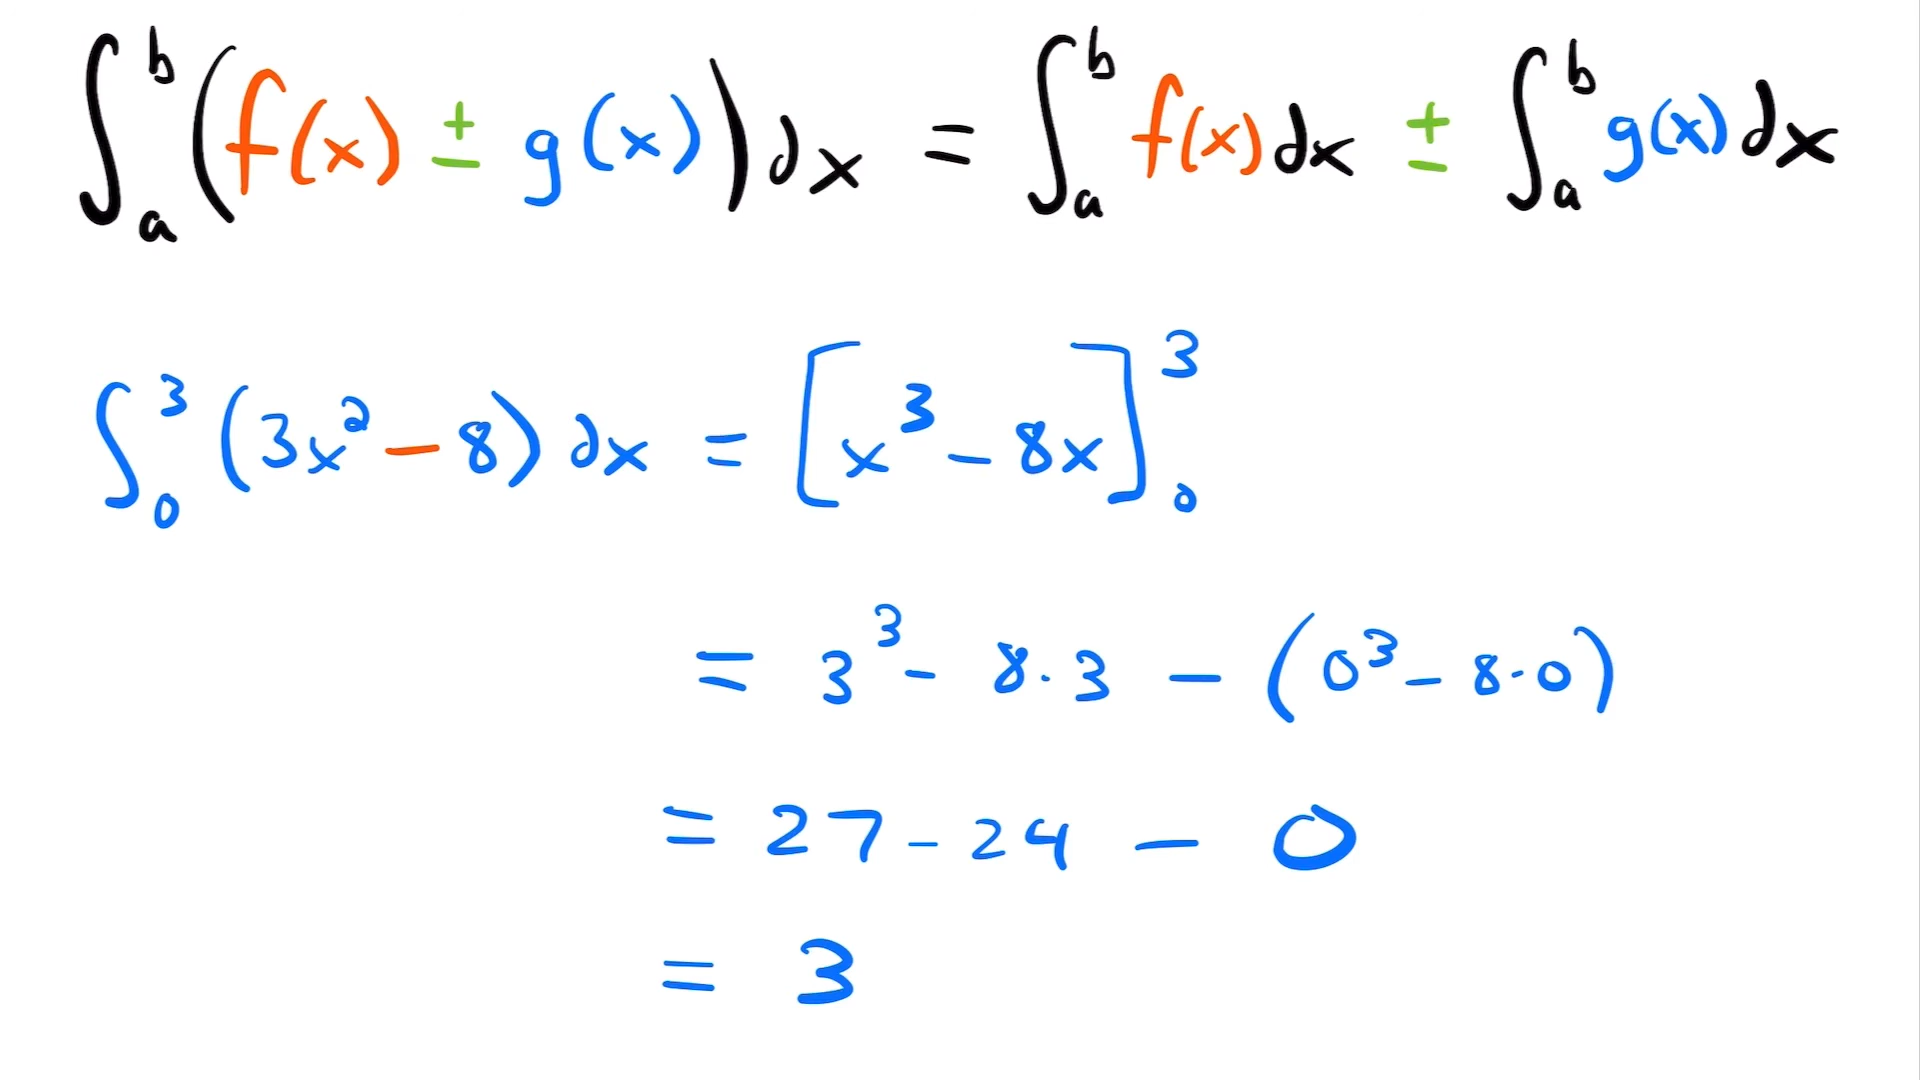 ∫_a^b (f(x) ± g(x)) dx = ∫_a^b f(x) dx ± ∫_a^b g(x) dx
∫_0^3 (3x² − 8) dx = [x³ − 8x]_0^3
= 3³ − 8·3 − (0³ − 8·0)
= 27 − 24 − 0
= 3